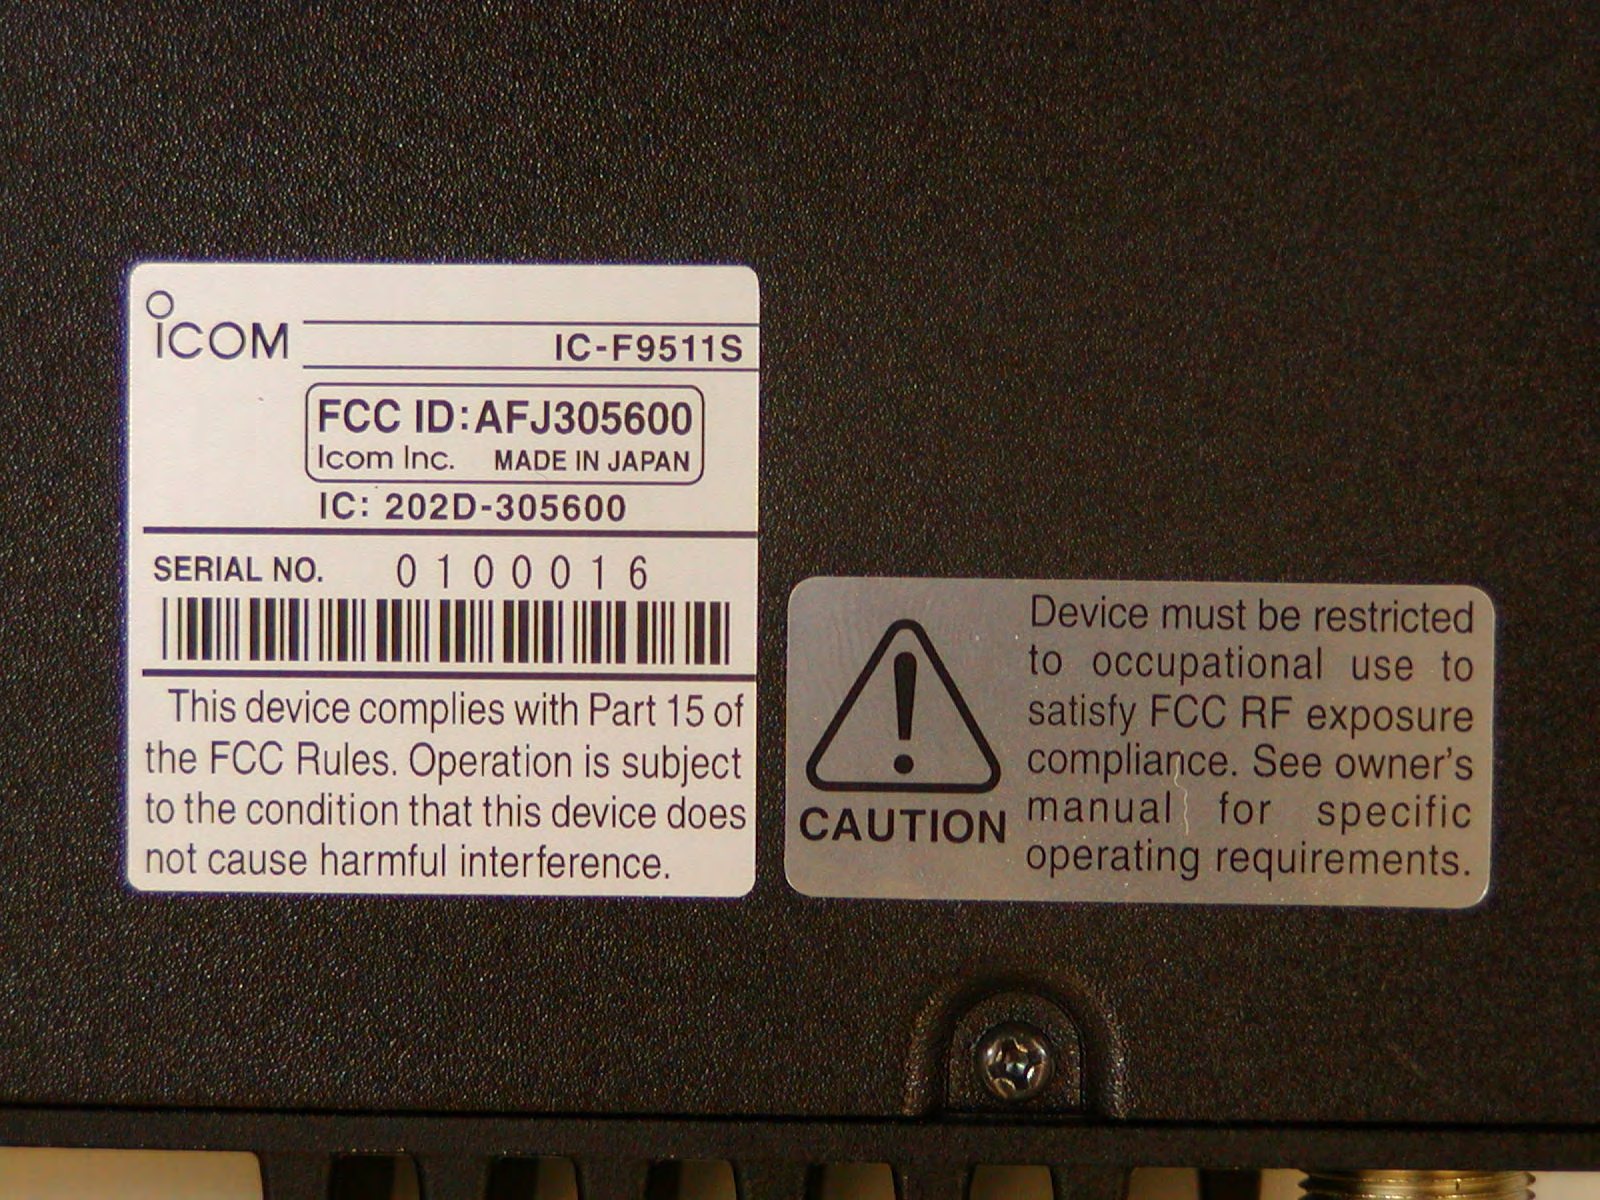 ICOM
IC-F9511S
FCC ID: AFJ305600
Icom Inc. MADE IN JAPAN
IC: 202D-305600
SERIAL NO. 0100016
This device complies with Part 15 of
the FCC Rules. Operation is subject
to the condition that this device does
not cause harmful interference.
CAUTION
Device must be restricted
to occupational use to
satisfy FCC RF exposure
compliance. See owner's
manual for specific
operating requirements.